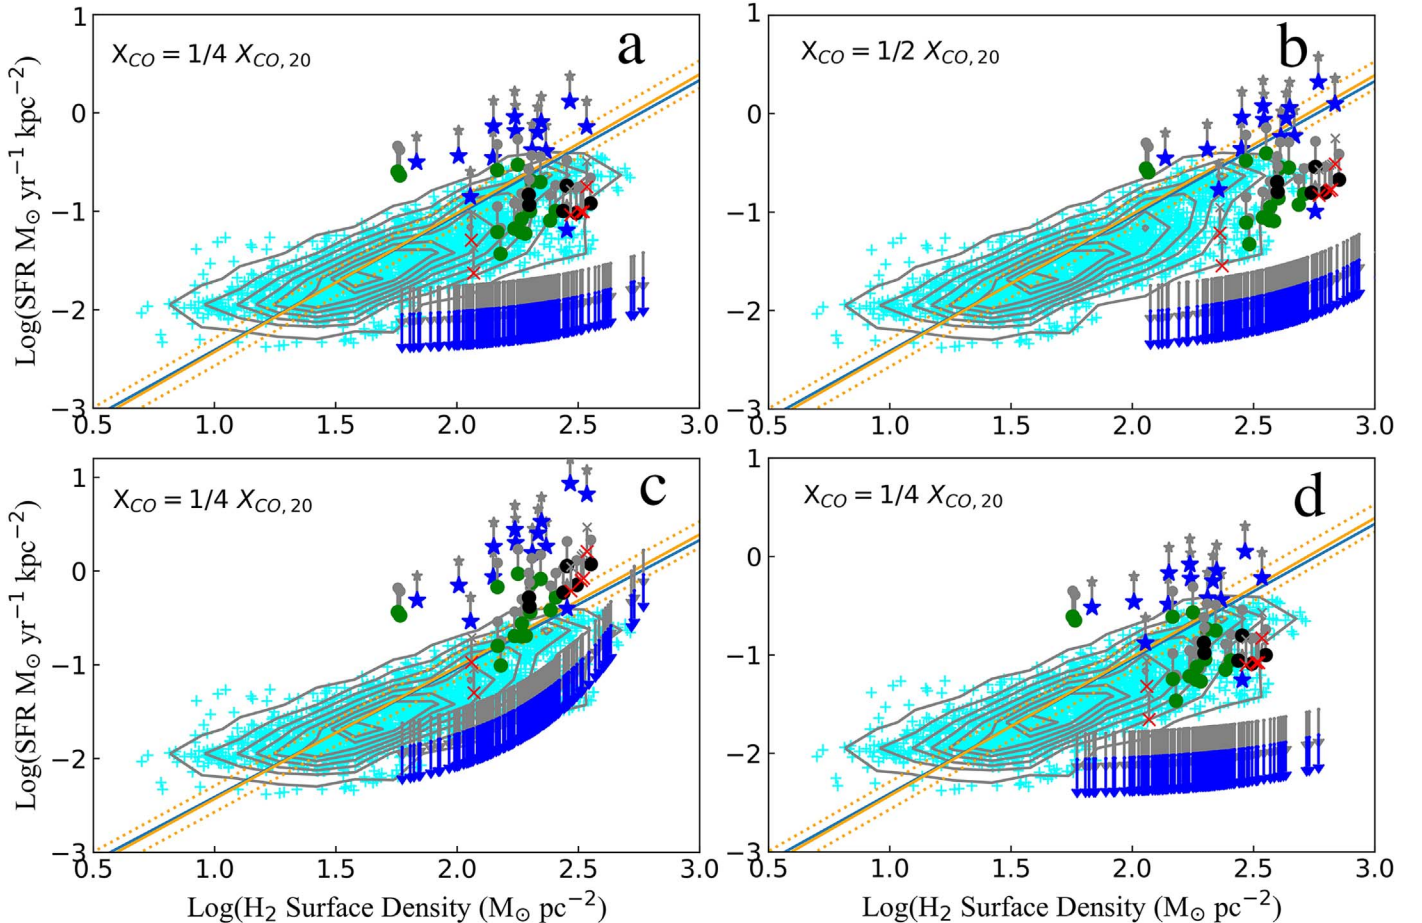 1
0
−1
−2
−3
Log(SFR M⊙ yr−1 kpc−2)
X_CO = 1/4 X_CO,20
a
0.5 1.0 1.5 2.0 2.5 3.0
1
0
−1
−2
−3
X_CO = 1/2 X_CO,20
b
0.5 1.0 1.5 2.0 2.5 3.0
1
0
−1
−2
−3
Log(SFR M⊙ yr−1 kpc−2)
X_CO = 1/4 X_CO,20
c
0.5 1.0 1.5 2.0 2.5 3.0
Log(H2 Surface Density (M⊙ pc−2)
1
0
−1
−2
−3
X_CO = 1/4 X_CO,20
d
0.5 1.0 1.5 2.0 2.5 3.0
Log(H2 Surface Density (M⊙ pc−2)